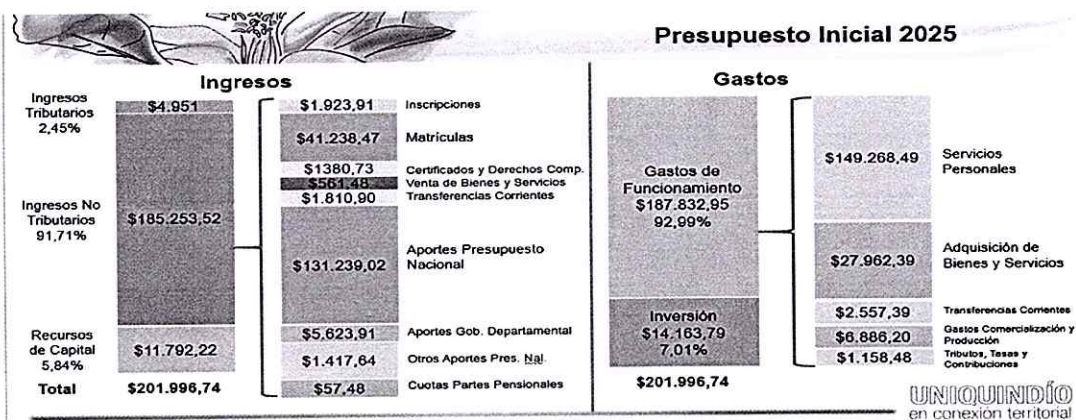 Presupuesto Inicial 2025
Ingresos
Ingresos
Tributarios
2,45%
$4.951
Ingresos No
Tributarios
91,71%
$185.253,52
Recursos
de Capital
5,84%
$11.792,22
Total
$201.996,74
$1.923,91
Inscripciones
$41.238,47
Matrículas
$1380,73
Certificados y Derechos Comp.
$561,48
Venta de Bienes y Servicios
$1.810,90
Transferencias Corrientes
$131.239,02
Aportes Presupuesto
Nacional
$5.623,91
Aportes Gob. Departamental
$1.417,64
Otros Aportes Pres. Nal.
$57,48
Cuotas Partes Pensionales
Gastos
Gastos de
Funcionamiento
$187.832,95
92,99%
Inversión
$14.163,79
7,01%
$201.996,74
$149.268,49
Servicios
Personales
$27.962,39
Adquisición de
Bienes y Servicios
$2.557,39
Transferencias Corrientes
$6.886,20
Gastos Comercialización y
Producción
$1.158,48
Tributos, Tasas y
Contribuciones
UNIQUINDÍO
en conexión territorial